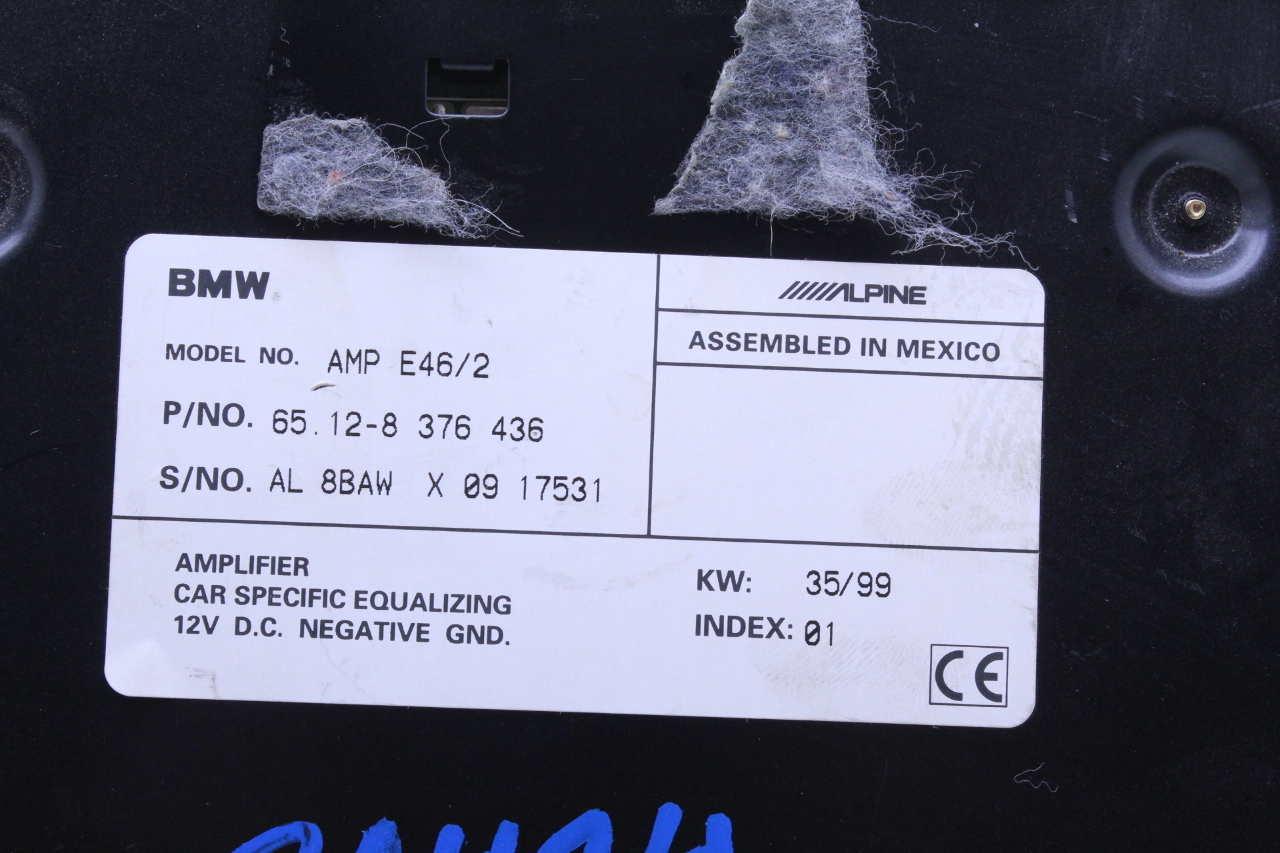 BMW
MODEL NO. AMP E46/2
P/NO. 65.12-8 376 436
S/NO. AL 8BAW X 09 17531
ALPINE
ASSEMBLED IN MEXICO
AMPLIFIER
CAR SPECIFIC EQUALIZING
12V D.C. NEGATIVE GND.
KW: 35/99
INDEX: 01
CE